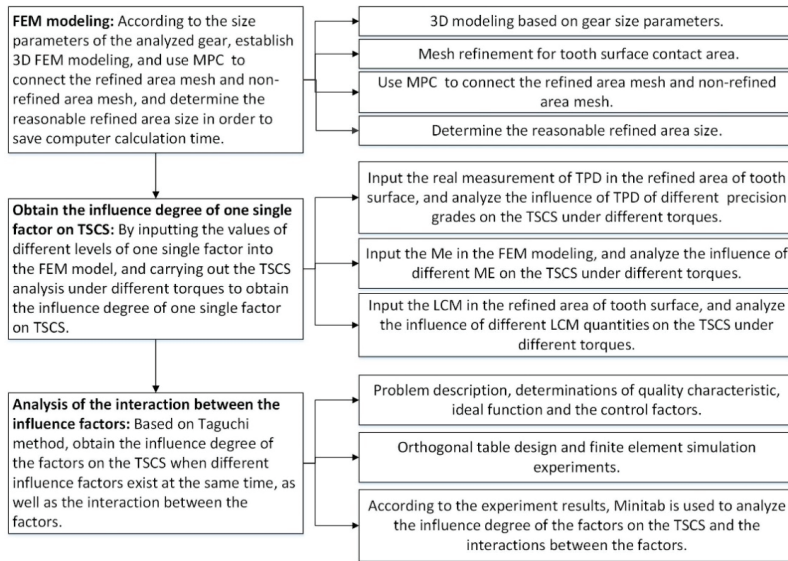 FEM modeling: According to the size
parameters of the analyzed gear, establish
3D FEM modeling, and use MPC to
connect the refined area mesh and non-
refined area mesh, and determine the
reasonable refined area size in order to
save computer calculation time.
3D modeling based on gear size parameters.
Mesh refinement for tooth surface contact area.
Use MPC to connect the refined area mesh and non-refined
area mesh.
Determine the reasonable refined area size.
Obtain the influence degree of one single
factor on TSCS: By inputting the values of
different levels of one single factor into
the FEM model, and carrying out the TSCS
analysis under different torques to obtain
the influence degree of one single factor
on TSCS.
Input the real measurement of TPD in the refined area of tooth
surface, and analyze the influence of TPD of different precision
grades on the TSCS under different torques.
Input the Me in the FEM modeling, and analyze the influence of
different ME on the TSCS under different torques.
Input the LCM in the refined area of tooth surface, and analyze
the influence of different LCM quantities on the TSCS under
different torques.
Analysis of the interaction between the
influence factors: Based on Taguchi
method, obtain the influence degree of
the factors on the TSCS when different
influence factors exist at the same time, as
well as the interaction between the
factors.
Problem description, determinations of quality characteristic,
ideal function and the control factors.
Orthogonal table design and finite element simulation
experiments.
According to the experiment results, Minitab is used to analyze
the influence degree of the factors on the TSCS and the
interactions between the factors.